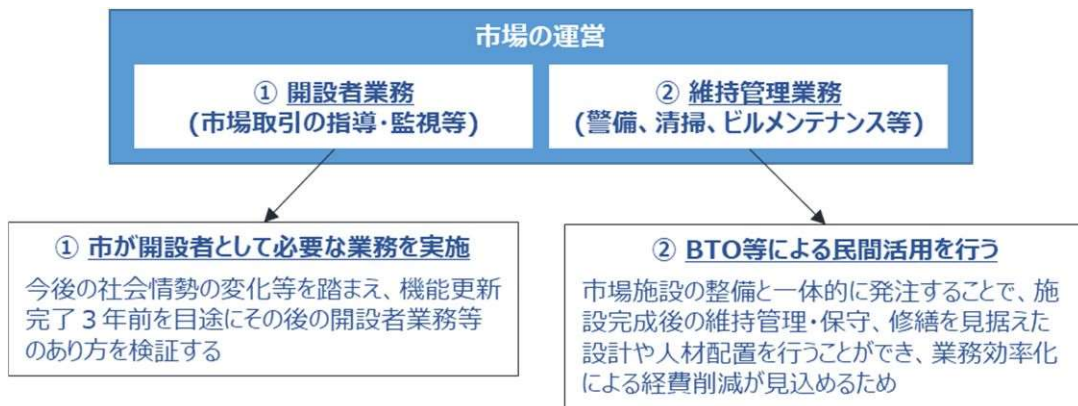 市場の運営
① 開設者業務
(市場取引の指導・監視等)
② 維持管理業務
(警備、清掃、ビルメンテナンス等)
① 市が開設者として必要な業務を実施
今後の社会情勢の変化等を踏まえ、機能更新
完了３年前を目途にその後の開設者業務等
のあり方を検証する
② BTO等による民間活用を行う
市場施設の整備と一体的に発注することで、施
設完成後の維持管理・保守、修繕を見据えた
設計や人材配置を行うことができ、業務効率化
による経費削減が見込めるため